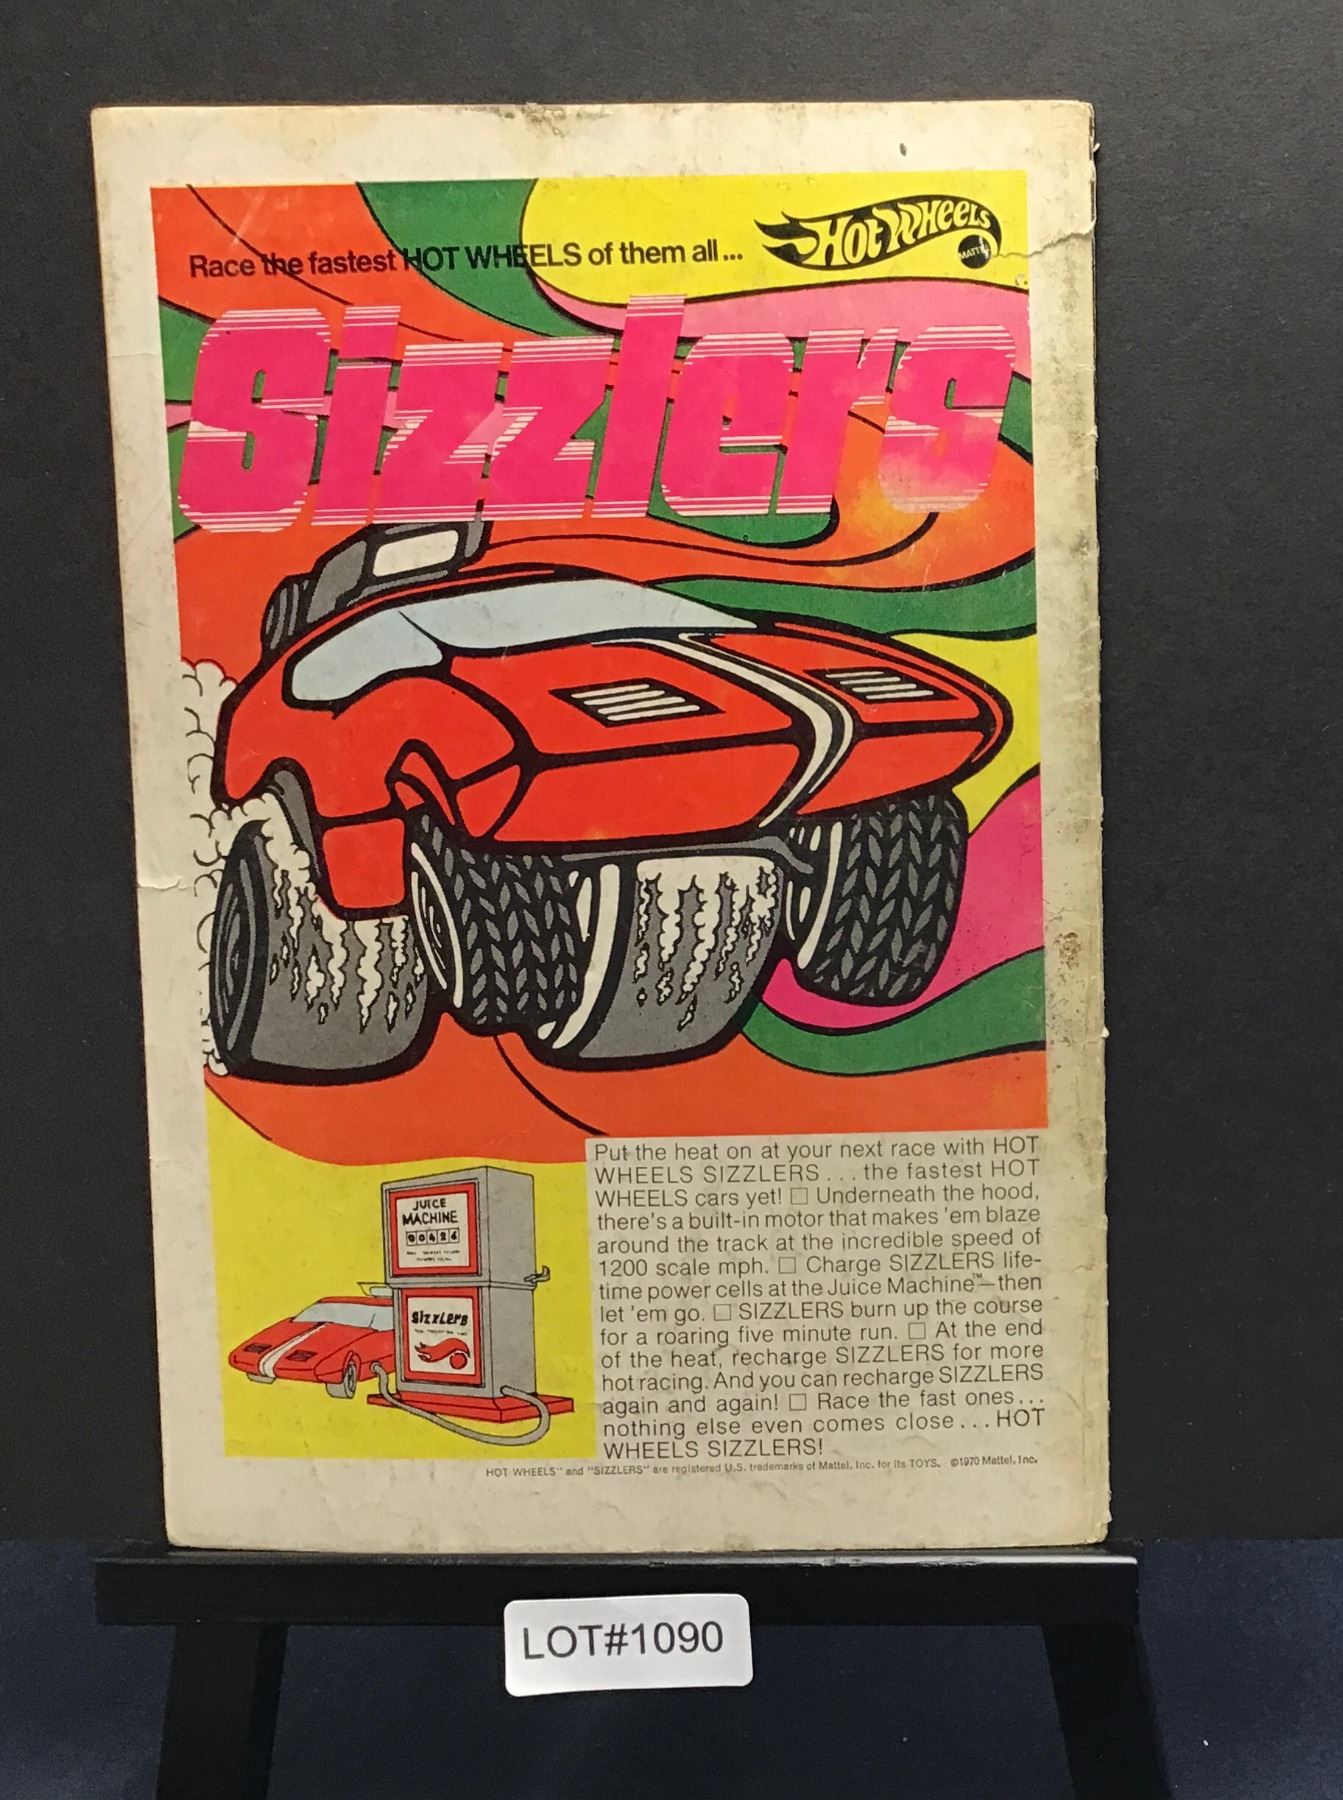 Race the fastest HOT WHEELS of them all...
Hot Wheels
MATTEL
Sizzlers
TM
JUICE
MACHINE
00426
Sizzlers
Put the heat on at your next race with HOT
WHEELS SIZZLERS... the fastest HOT
WHEELS cars yet! □ Underneath the hood,
there's a built-in motor that makes 'em blaze
around the track at the incredible speed of
1200 scale mph. □ Charge SIZZLERS life-
time power cells at the Juice Machine™—then
let 'em go. □ SIZZLERS burn up the course
for a roaring five minute run. □ At the end
of the heat, recharge SIZZLERS for more
hot racing. And you can recharge SIZZLERS
again and again! □ Race the fast ones...
nothing else even comes close... HOT
WHEELS SIZZLERS!
HOT WHEELS" and "SIZZLERS" are registered U.S. trademarks of Mattel, Inc. for its TOYS. ©1970 Mattel, Inc.
LOT#1090